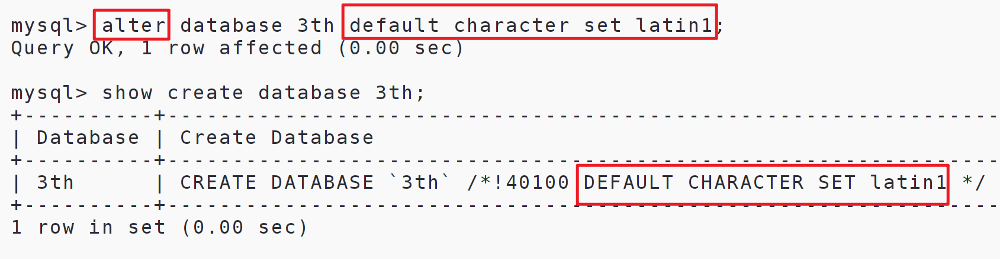 mysql> alter database 3th default character set latin1;
Query OK, 1 row affected (0.00 sec)
mysql> show create database 3th;
+----------+----------------------------------------------------------------
| Database | Create Database
+----------+----------------------------------------------------------------
| 3th      | CREATE DATABASE `3th` /*!40100 DEFAULT CHARACTER SET latin1 */
+----------+----------------------------------------------------------------
1 row in set (0.00 sec)